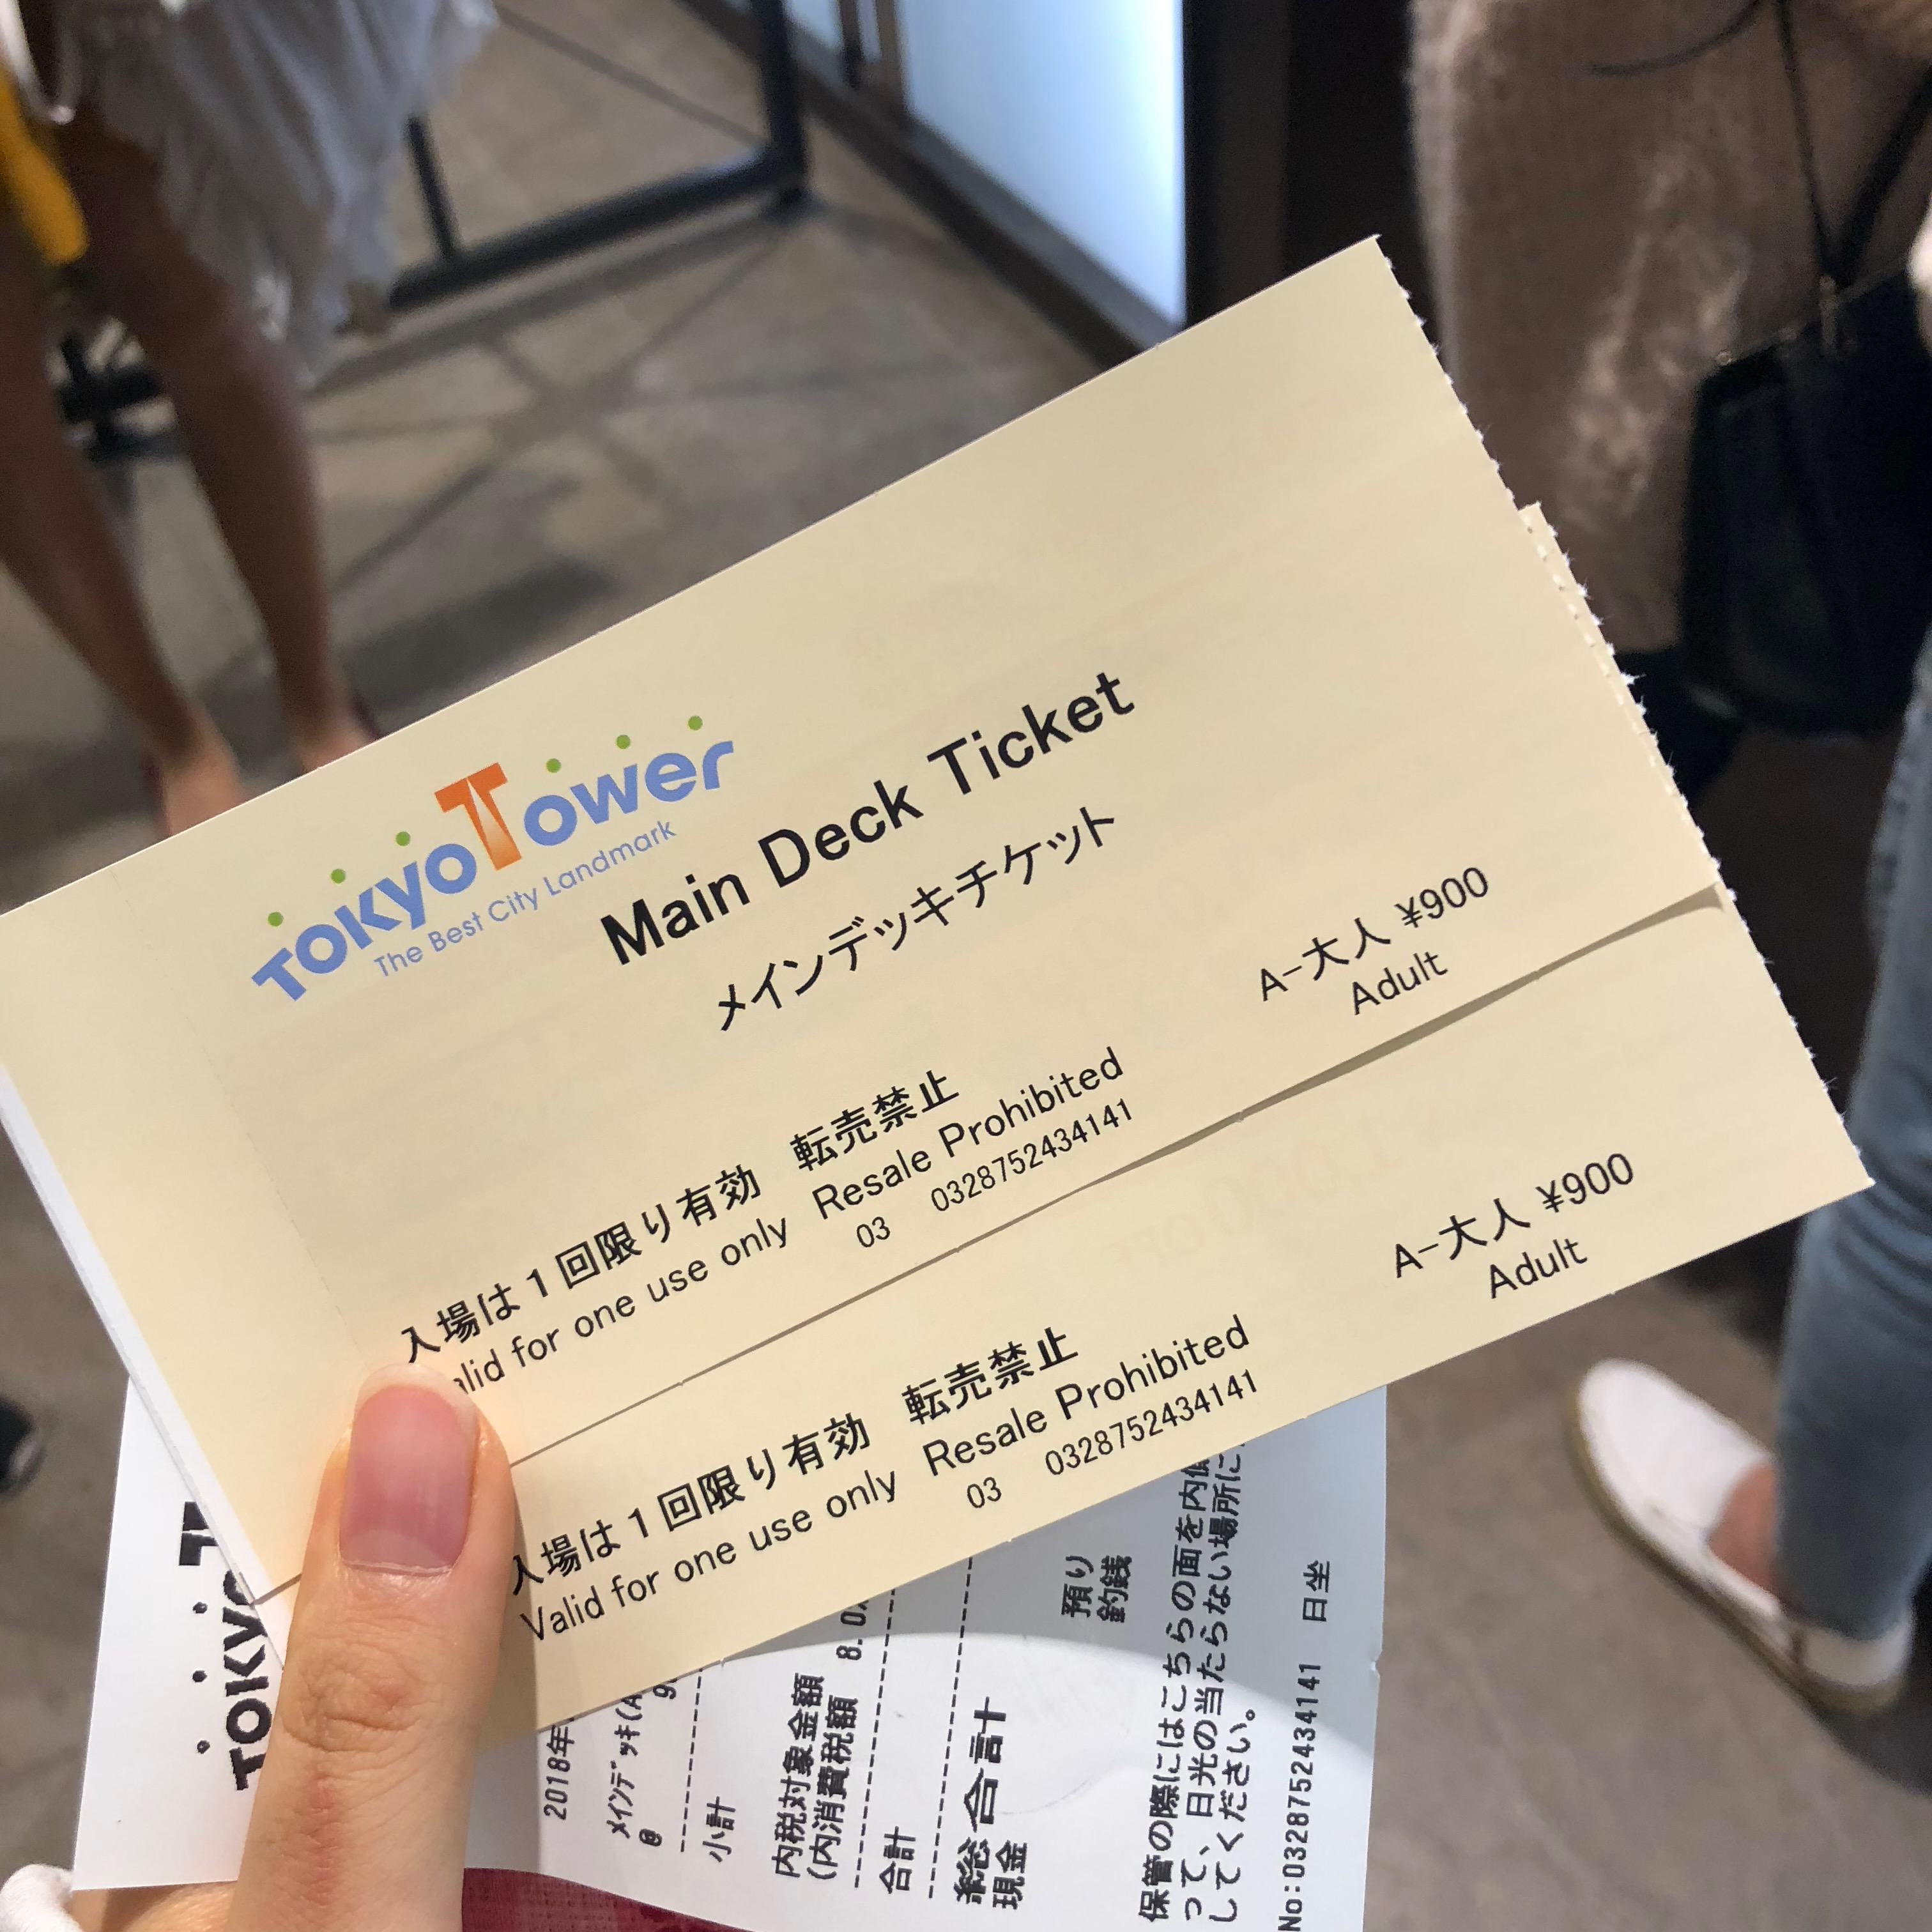 Tokyo Tower
The Best City Landmark
Main Deck Ticket
メインデッキチケット
A-大人 ¥900
Adult
入場は1回限り有効 転売禁止
for one use only Resale Prohibited
03 0328752434141
A-大人 ¥900
Adult
入場は1回限り有効 転売禁止
Valid for one use only Resale Prohibited
03 0328752434141
TOKYO
2018年
メインデッキ(A
@
小計
内税対象金額
(内消費税額 8.0
合計
総合計
現金
預り
釣銭
保管の際にはこちらの面を内
って、日光の当たらない場所に
してください。
No:0328752434141 日坐